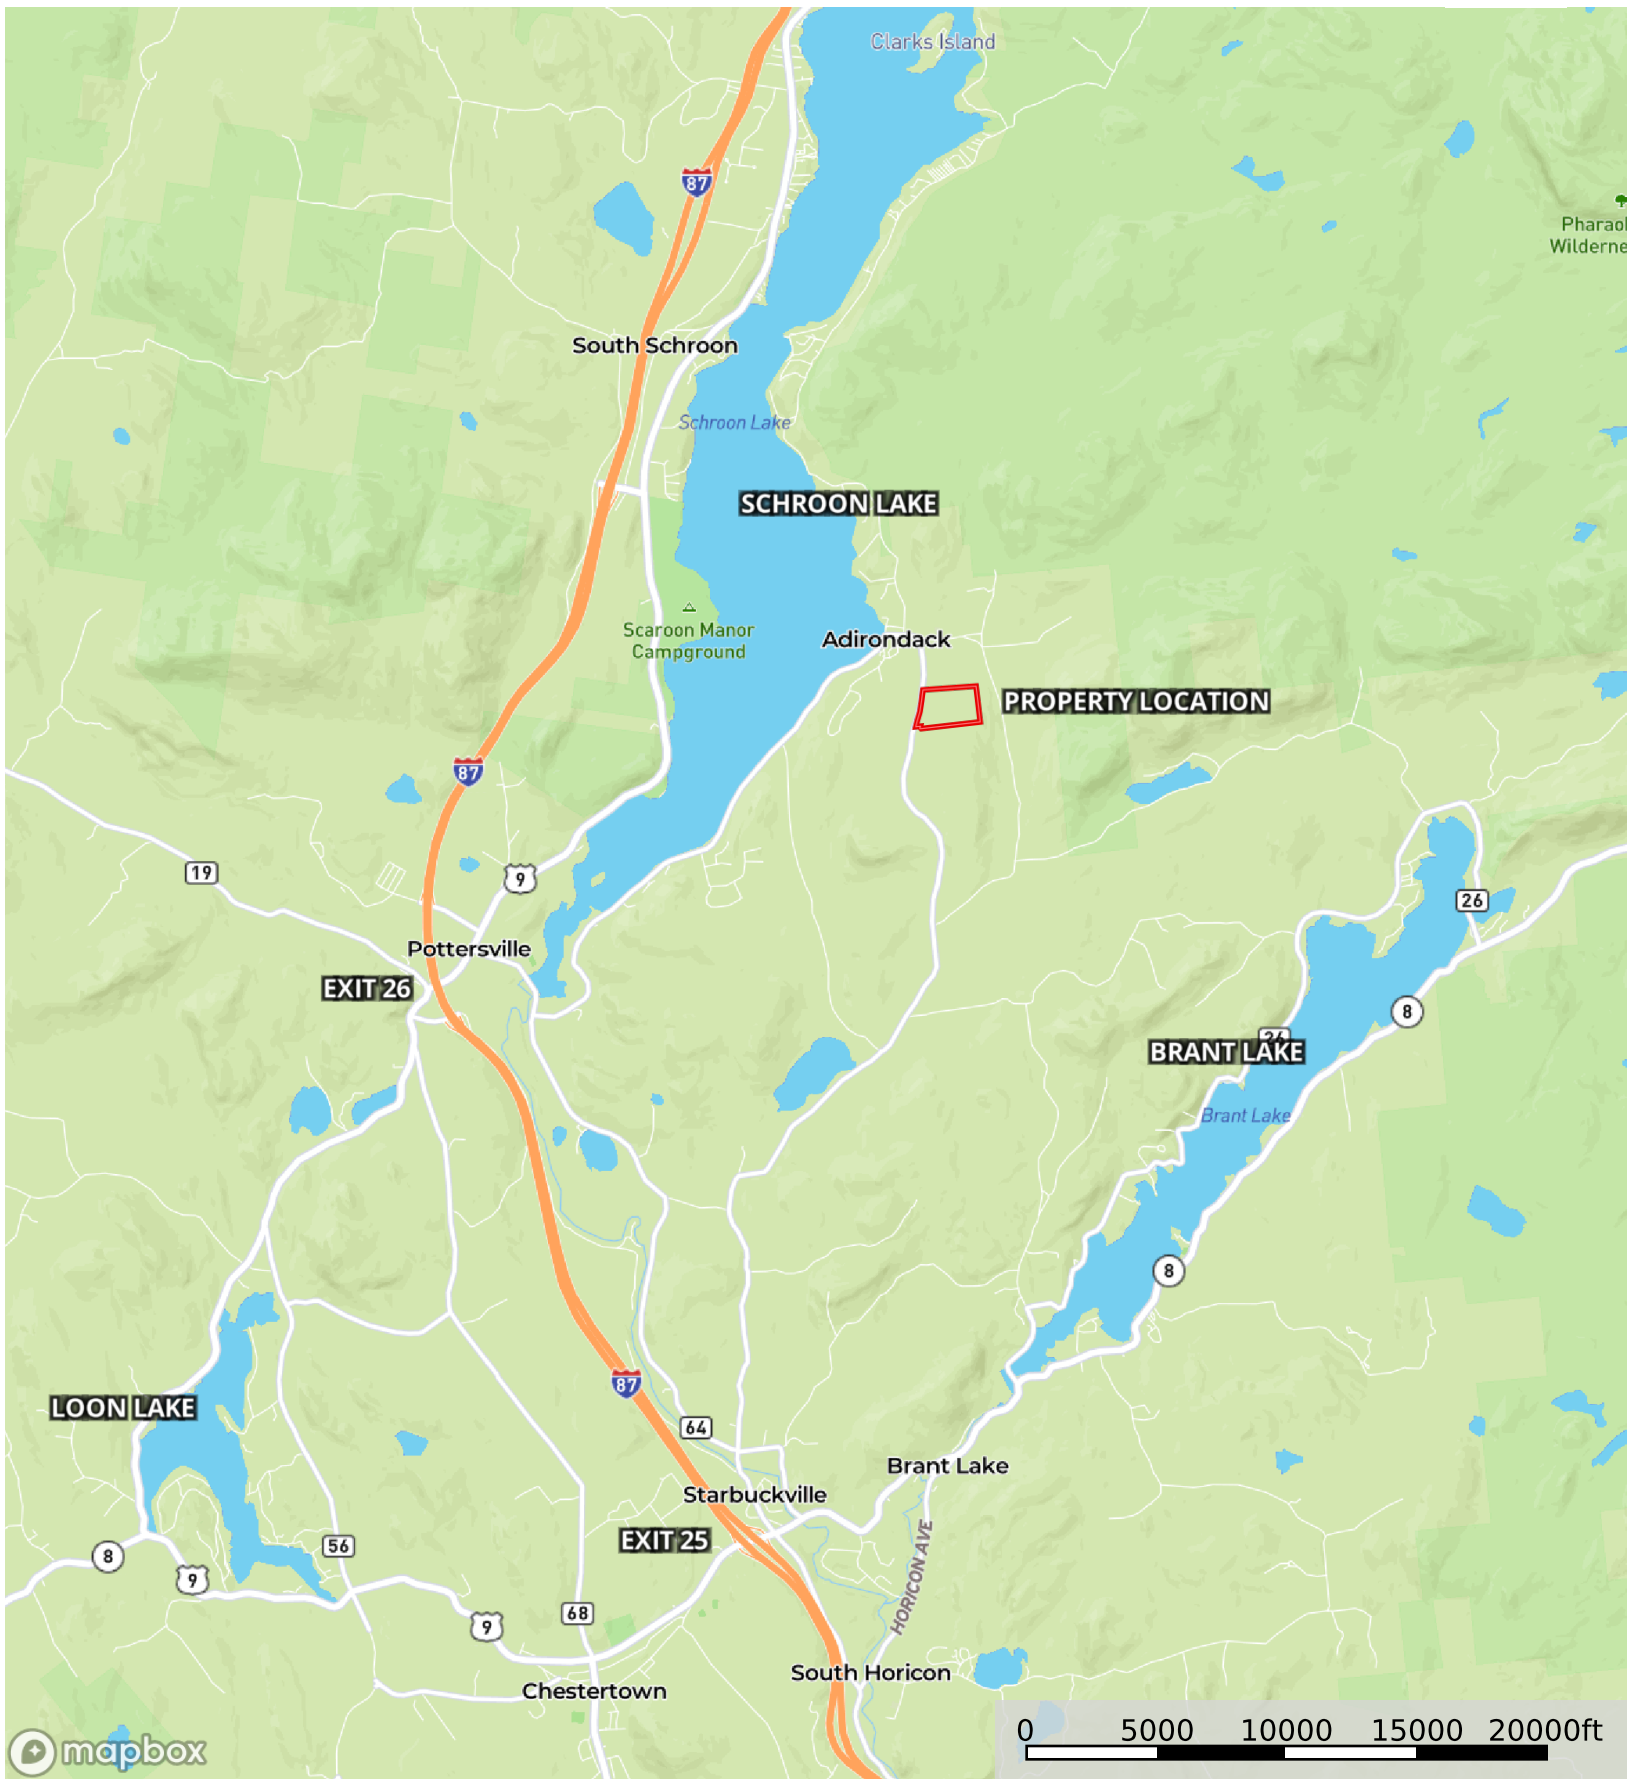 Clarks Island
87
Pharao
Wilderne
South Schroon
Schroon Lake
SCHROON LAKE
Scaroon Manor
Campground
Adirondack
PROPERTY LOCATION
87
19
9
26
Pottersville
EXIT 26
8
26
BRANT LAKE
Brant Lake
8
87
LOON LAKE
64
Brant Lake
Starbuckville
EXIT 25
56
8
9
HORICON AVE
68
9
South Horicon
Chestertown
0 5000 10000 15000 20000ft
mapbox